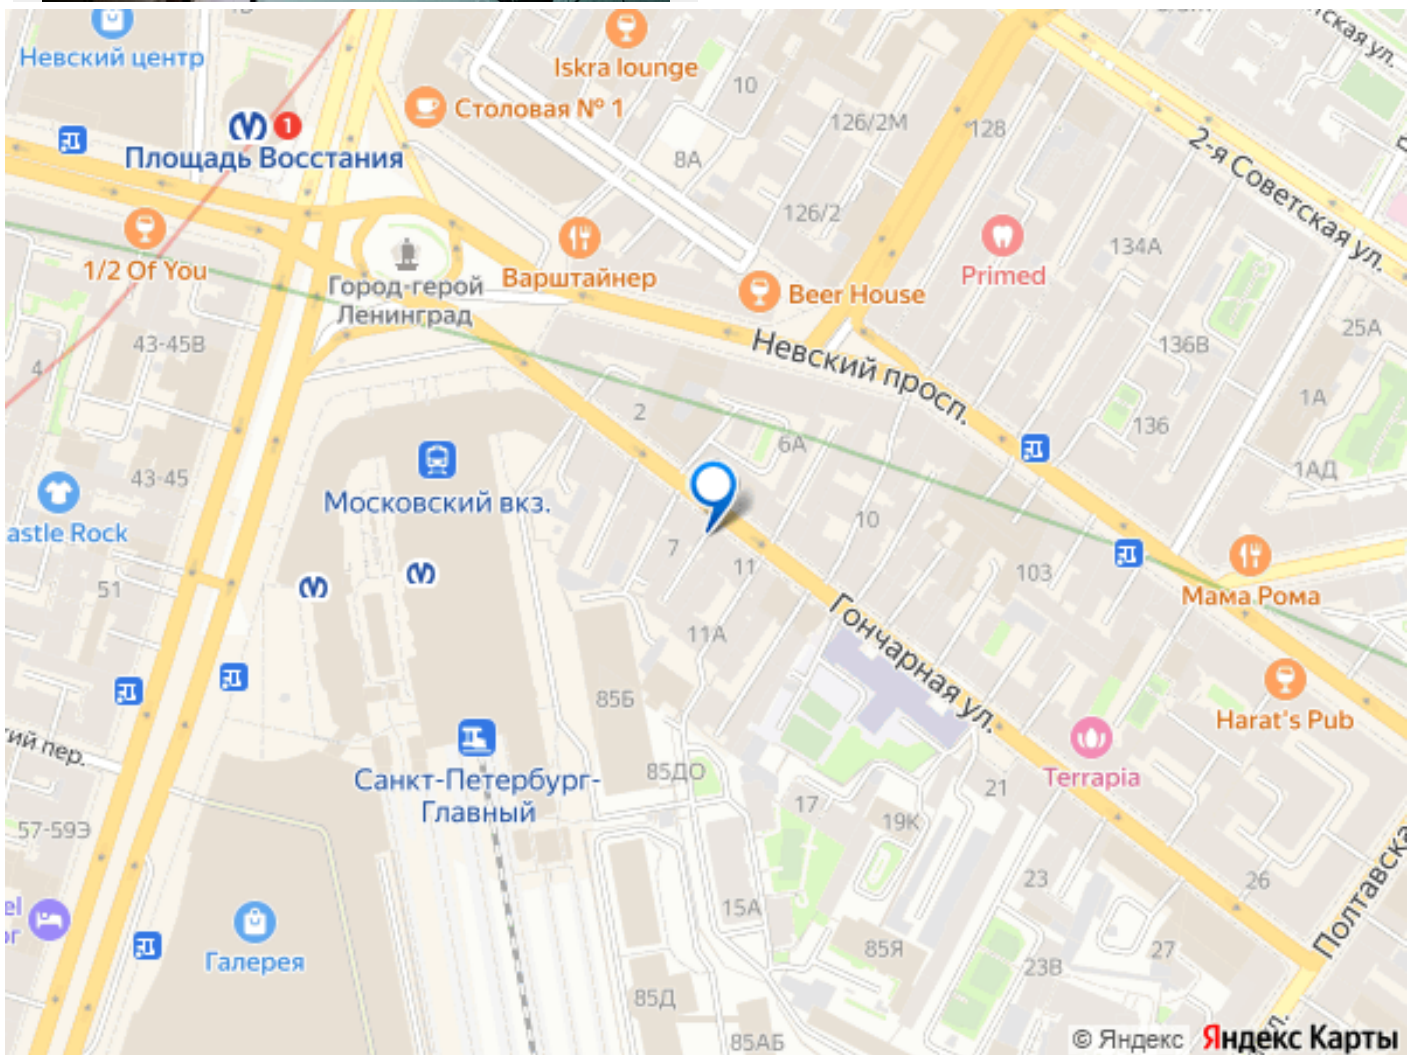 Невский центр
Iskra lounge
10
Столовая № 1
126/2М
128
1
Площадь Восстания
8А
2-я Советская ул.
126/2
134А
Primed
1/2 Of You
Город-герой
Ленинград
Варштайнер
Beer House
25А
43-45В
4
Невский просп.
136В
1А
2
6А
136
1АД
43-45
Московский вкз.
astle Rock
7
10
11
103
51
Мама Рома
Гончарная ул.
11А
85Б
Harat's Pub
ий пер.
Санкт-Петербург-
Главный
85ДО
Terrapia
21
17
19К
57-59Э
23
26
Полтавска
15А
Галерея
85Я
27
23В
85Д
85АБ
© Яндекс
Яндекс Карты